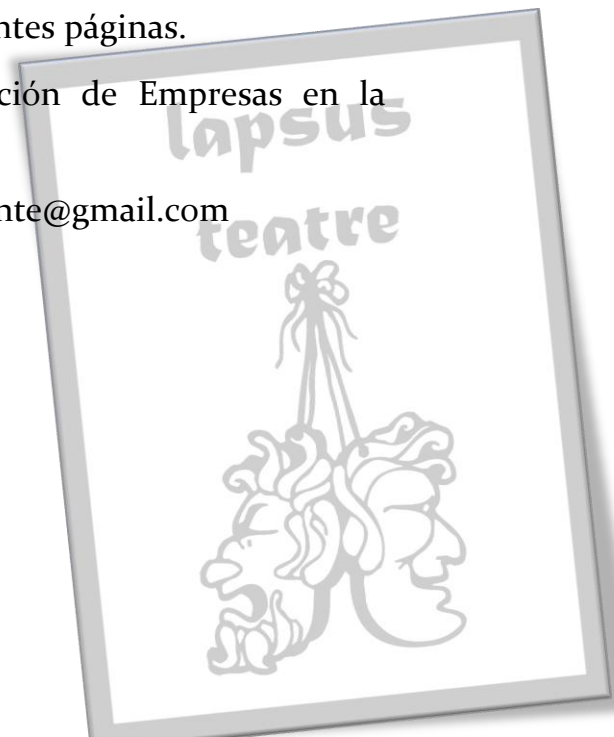 ntes páginas.
ción de Empresas en la
lapsus
nte@gmail.com
teatre